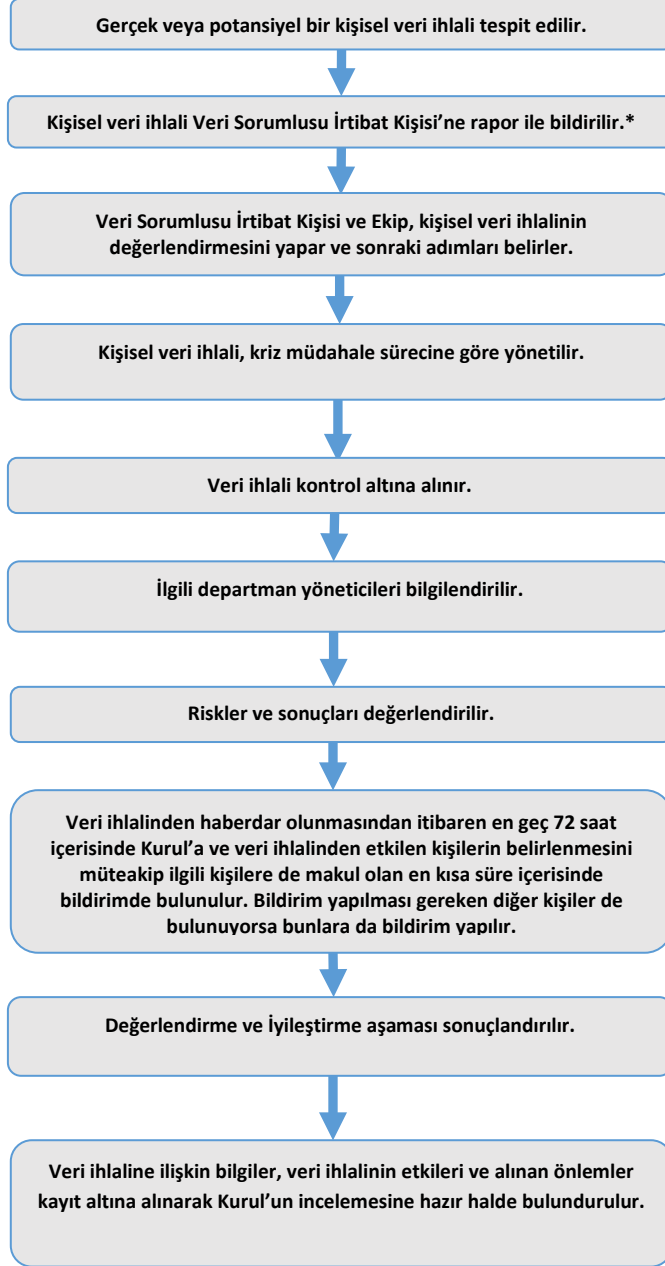 Gerçek veya potansiyel bir kişisel veri ihlali tespit edilir.
Kişisel veri ihlali Veri Sorumlusu İrtibat Kişisi’ne rapor ile bildirilir.*
Veri Sorumlusu İrtibat Kişisi ve Ekip, kişisel veri ihlalinin
değerlendirmesini yapar ve sonraki adımları belirler.
Kişisel veri ihlali, kriz müdahale sürecine göre yönetilir.
Veri ihlali kontrol altına alınır.
İlgili departman yöneticileri bilgilendirilir.
Riskler ve sonuçları değerlendirilir.
Veri ihlalinden haberdar olunmasından itibaren en geç 72 saat
içerisinde Kurul’a ve veri ihlalinden etkilen kişilerin belirlenmesini
müteakip ilgili kişilere de makul olan en kısa süre içerisinde
bildirimde bulunulur. Bildirim yapılması gereken diğer kişiler de
bulunuyorsa bunlara da bildirim yapılır.
Değerlendirme ve İyileştirme aşaması sonuçlandırılır.
Veri ihlaline ilişkin bilgiler, veri ihlalinin etkileri ve alınan önlemler
kayıt altına alınarak Kurul’un incelemesine hazır halde bulundurulur.